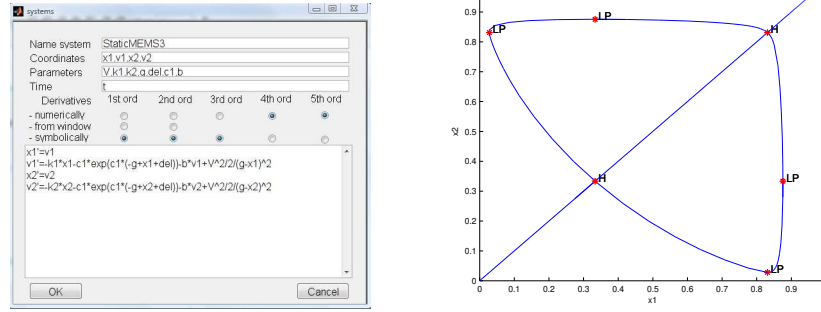 systems
Name system StaticMEMS3
Coordinates x1,v1,x2,v2
Parameters V,k1,k2,g,del,c1,b
Time t
Derivatives 1st ord 2nd ord 3rd ord 4th ord 5th ord
- numerically
- from window
- symbolically
x1'=v1
v1'=-k1*x1-c1*exp(c1*(-g+x1+del))-b*v1+V^2/2/(g-x1)^2
x2'=v2
v2'=-k2*x2-c1*exp(c1*(-g+x2+del))-b*v2+V^2/2/(g-x2)^2
OK Cancel
0.9
0.8
0.7
0.6
0.5
0.4
0.3
0.2
0.1
0
x2
LP
LP
H
H
LP
LP
0 0.1 0.2 0.3 0.4 0.5 0.6 0.7 0.8 0.9
x1